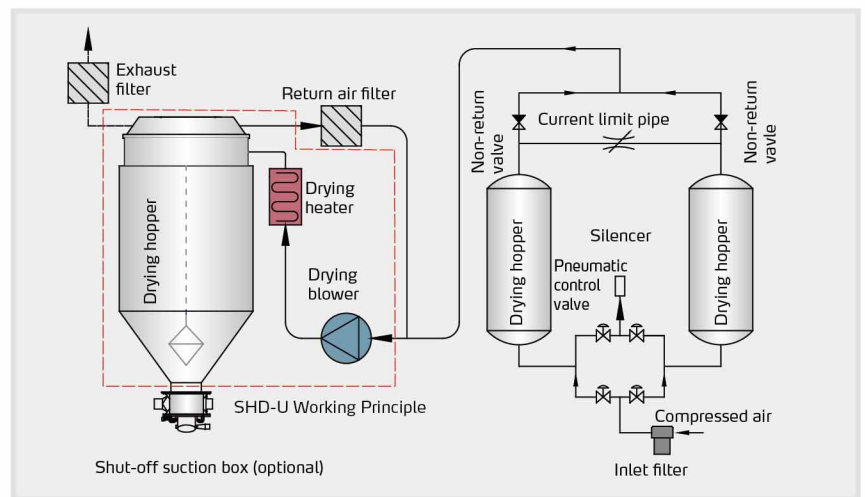 Exhaust
filter
Return air filter
Drying hopper
Drying
heater
Drying
blower
SHD-U Working Principle
Shut-off suction box (optional)
Non-return
valve
Current limit pipe
Non-return
vavle
Drying hopper
Silencer
Pneumatic
control
valve
Drying hopper
Compressed air
Inlet filter